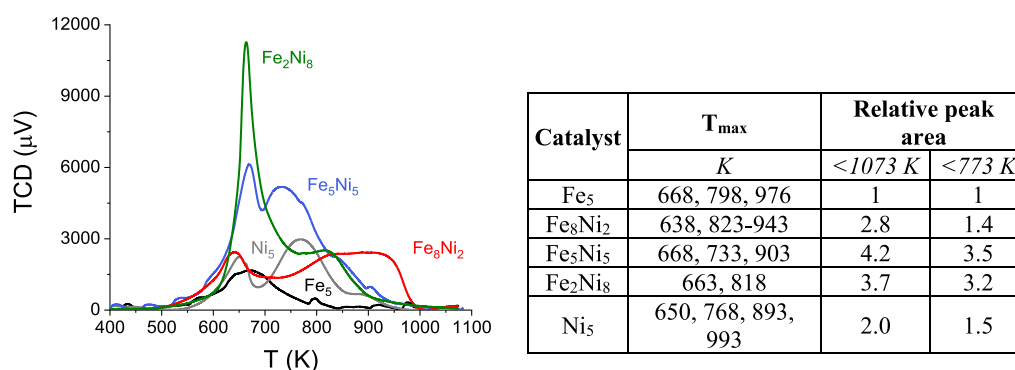 12000
9000
6000
3000
0
TCD (μV)
Fe₂Ni₈
Fe₅Ni₅
Ni₅
Fe₈Ni₂
Fe₅
400 500 600 700 800 900 1000 1100
T (K)
Catalyst Tmax Relative peak area
K <1073 K <773 K
Fe₅ 668, 798, 976 1 1
Fe₈Ni₂ 638, 823-943 2.8 1.4
Fe₅Ni₅ 668, 733, 903 4.2 3.5
Fe₂Ni₈ 663, 818 3.7 3.2
Ni₅ 650, 768, 893, 993 2.0 1.5